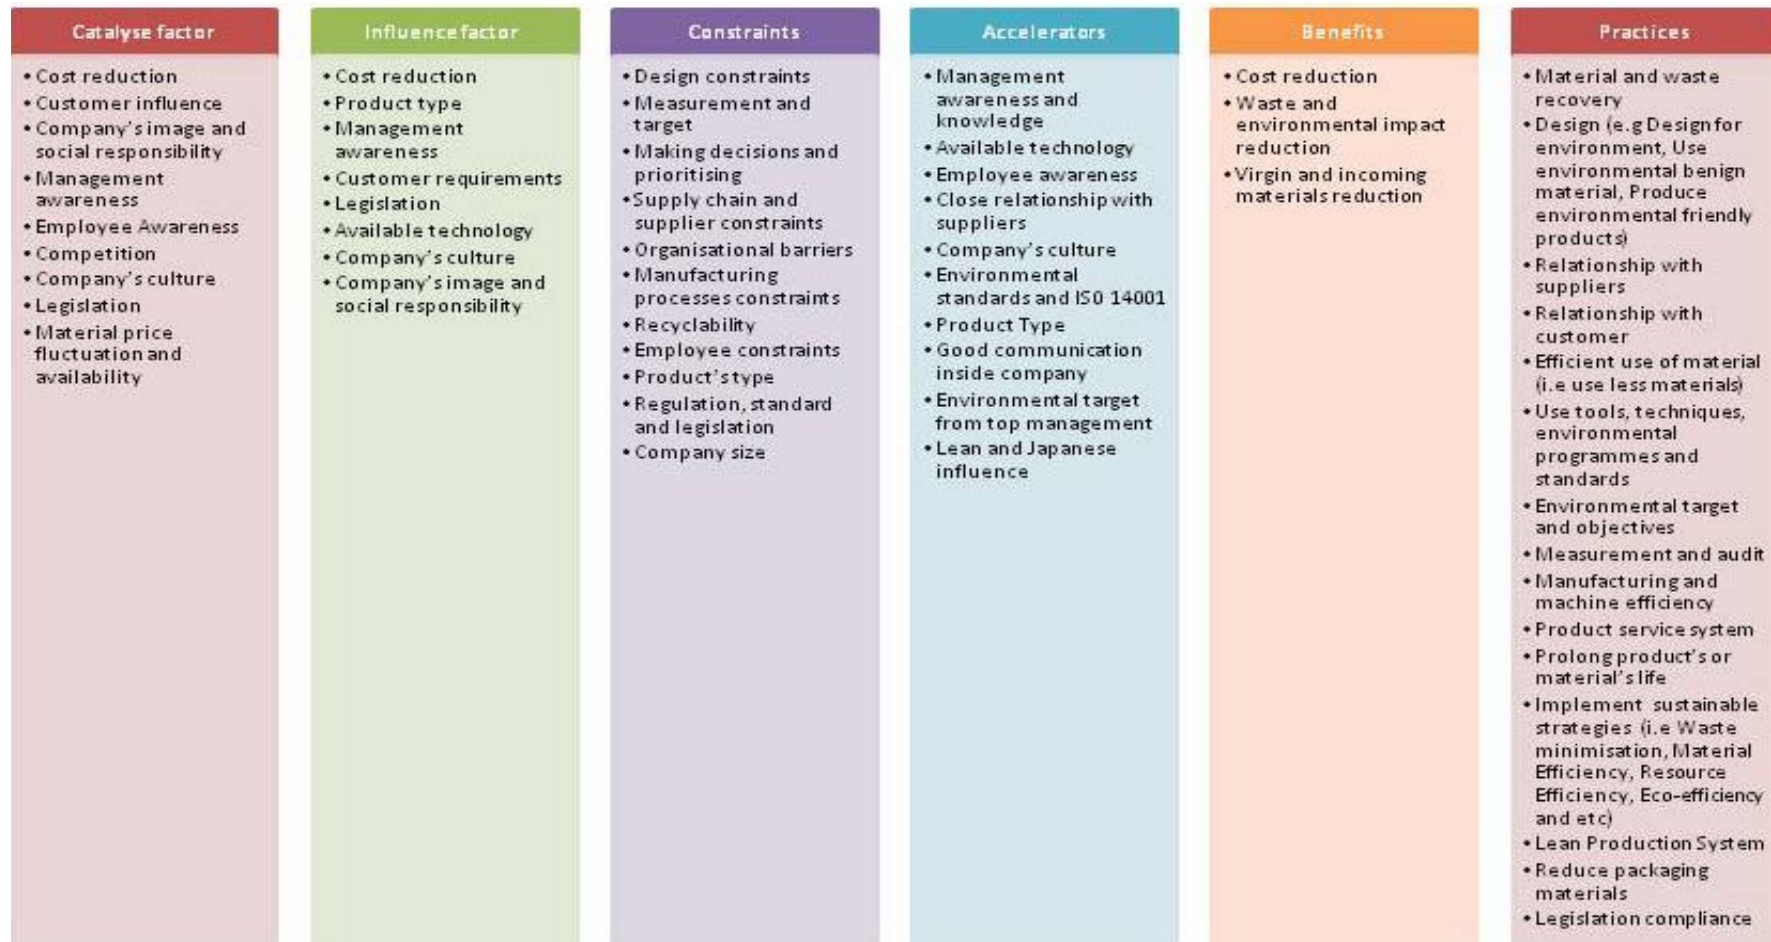 Catalyse factor
• Cost reduction
• Customer influence
• Company's image and
social responsibility
• Management
awareness
• Employee Awareness
• Competition
• Company's culture
• Legislation
• Material price
fluctuation and
availability
Influence factor
• Cost reduction
• Product type
• Management
awareness
• Customer requirements
• Legislation
• Available technology
• Company's culture
• Company's image and
social responsibility
Constraints
• Design constraints
• Measurement and
target
• Making decisions and
prioritising
• Supply chain and
supplier constraints
• Organisational barriers
• Manufacturing
processes constraints
• Recyclability
• Employee constraints
• Product's type
• Regulation, standard
and legislation
• Company size
Accelerators
• Management
awareness and
knowledge
• Available technology
• Employee awareness
• Close relationship with
suppliers
• Company's culture
• Environmental
standards and ISO 14001
• Product Type
• Good communication
inside company
• Environmental target
from top management
• Lean and Japanese
influence
Benefits
• Cost reduction
• Waste and
environmental impact
reduction
• Virgin and incoming
materials reduction
Practices
• Material and waste
recovery
• Design (e.g Design for
environment, Use
environmental benign
material, Produce
environmental friendly
products)
• Relationship with
suppliers
• Relationship with
customer
• Efficient use of material
(i.e use less materials)
• Use tools, techniques,
environmental
programmes and
standards
• Environmental target
and objectives
• Measurement and audit
• Manufacturing and
machine efficiency
• Product service system
• Prolong product's or
material's life
• Implement sustainable
strategies (i.e Waste
minimisation, Material
Efficiency, Resource
Efficiency, Eco-efficiency
and etc)
• Lean Production System
• Reduce packaging
materials
• Legislation compliance